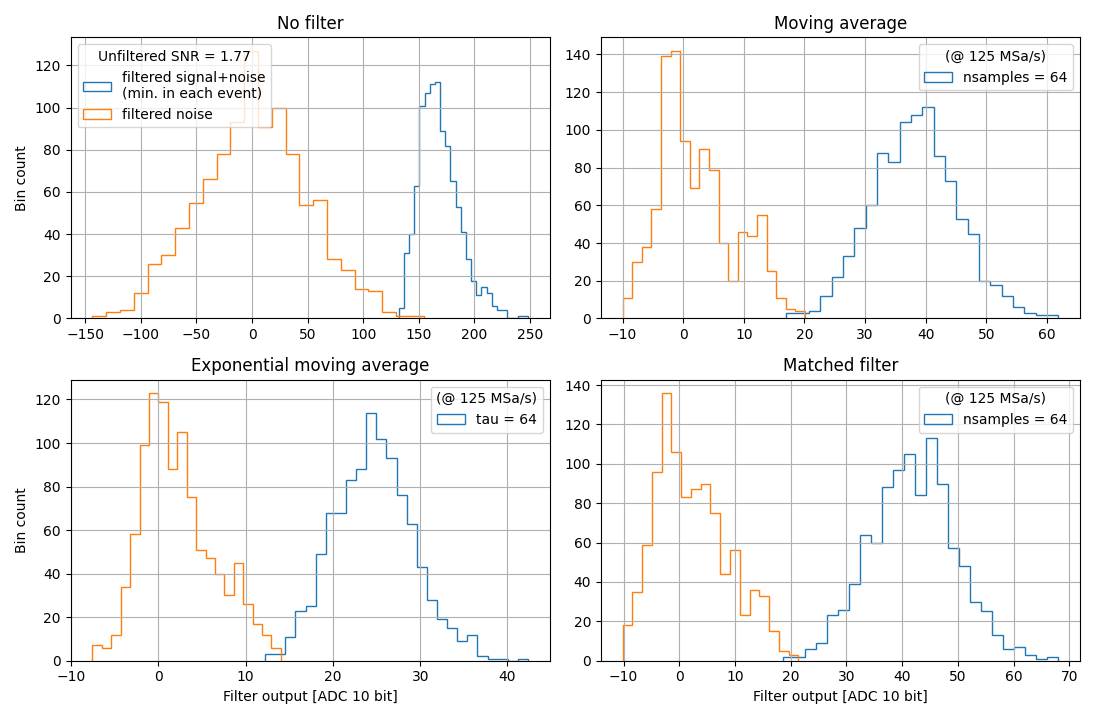 No filter
Unfiltered SNR = 1.77
filtered signal+noise
(min. in each event)
filtered noise
Bin count
0
20
40
60
80
100
120
−150 −100 −50 0 50 100 150 200 250
Moving average
(@ 125 MSa/s)
nsamples = 64
0
20
40
60
80
100
120
140
−10 0 10 20 30 40 50 60
Exponential moving average
(@ 125 MSa/s)
tau = 64
Bin count
0
20
40
60
80
100
120
−10 0 10 20 30 40
Filter output [ADC 10 bit]
Matched filter
(@ 125 MSa/s)
nsamples = 64
0
20
40
60
80
100
120
140
−10 0 10 20 30 40 50 60 70
Filter output [ADC 10 bit]